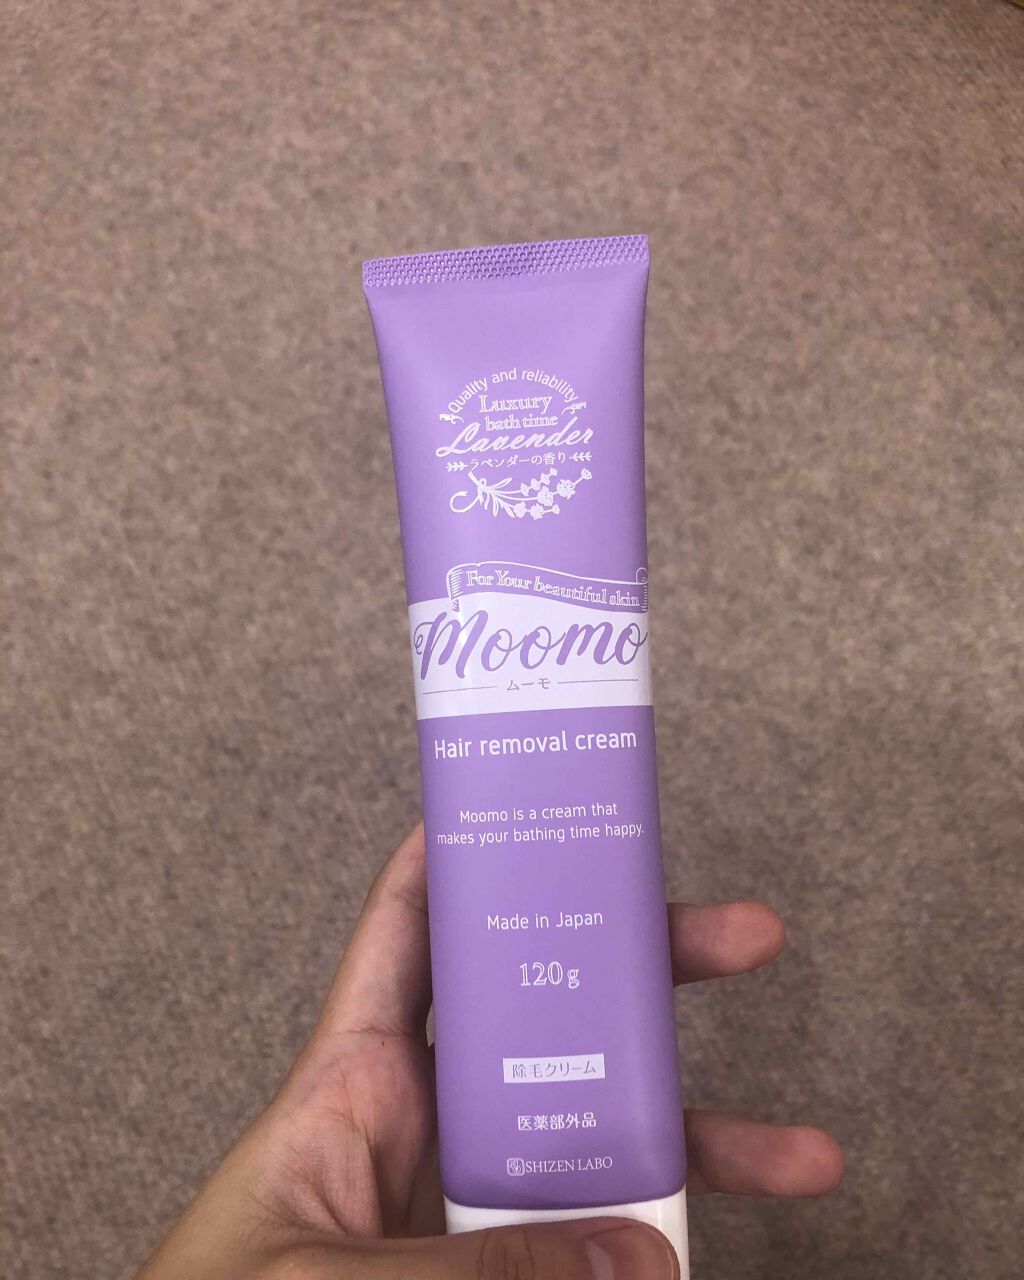 Quality and reliability
Luxury
bath time
Lavender
ラベンダーの香り
For Your beautiful skin
Moomo
ムーモ
Hair removal cream
Moomo is a cream that
makes your bathing time happy.
Made in Japan
120g
除毛クリーム
医薬部外品
SHIZEN LABO